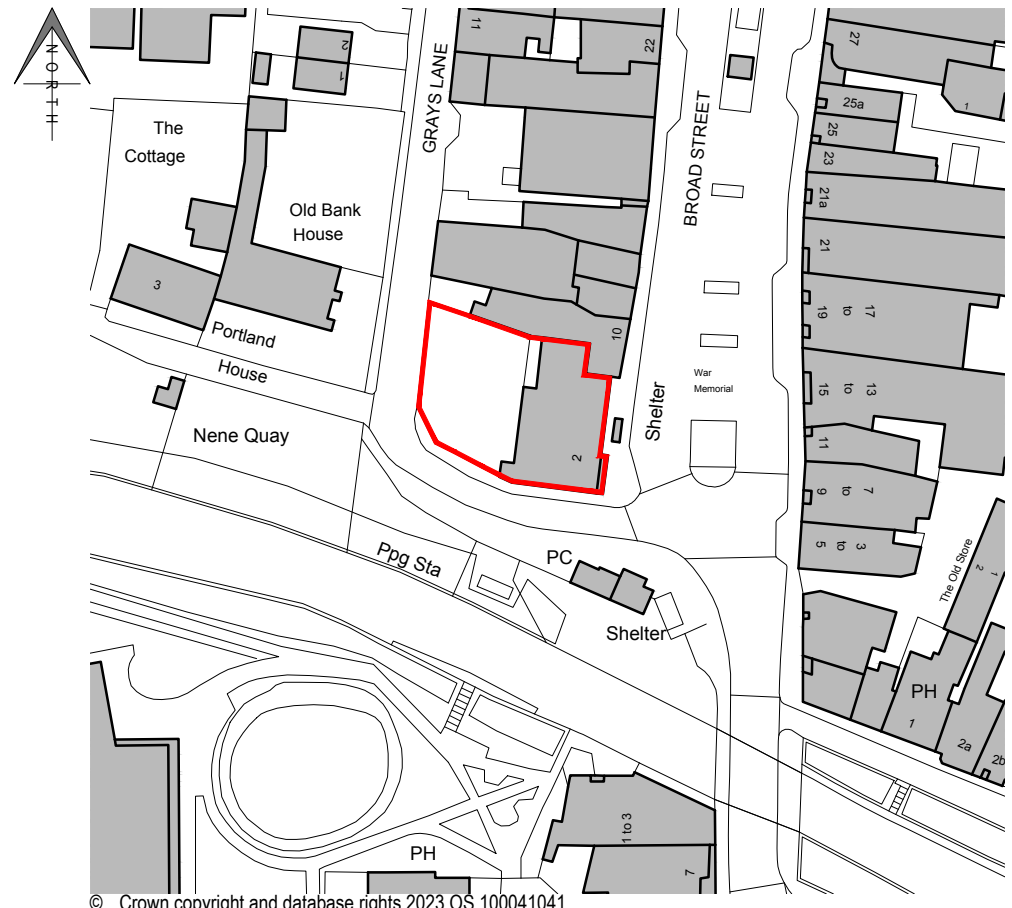 NORTH
11
22
27
2
1
GRAYS LANE
BROAD STREET
25a
1
25
23
The
Cottage
21a
Old Bank
House
21
3
19 to 17
Portland
House
10
War
Memorial
Shelter
15 to 13
Nene Quay
2
11
9 to 7
5 to 3
Ppg Sta
PC
The Old Store
1
2
Shelter
PH
1
2a
2b
1 to 3
PH
7
© Crown copyright and database rights 2023 OS 100041041